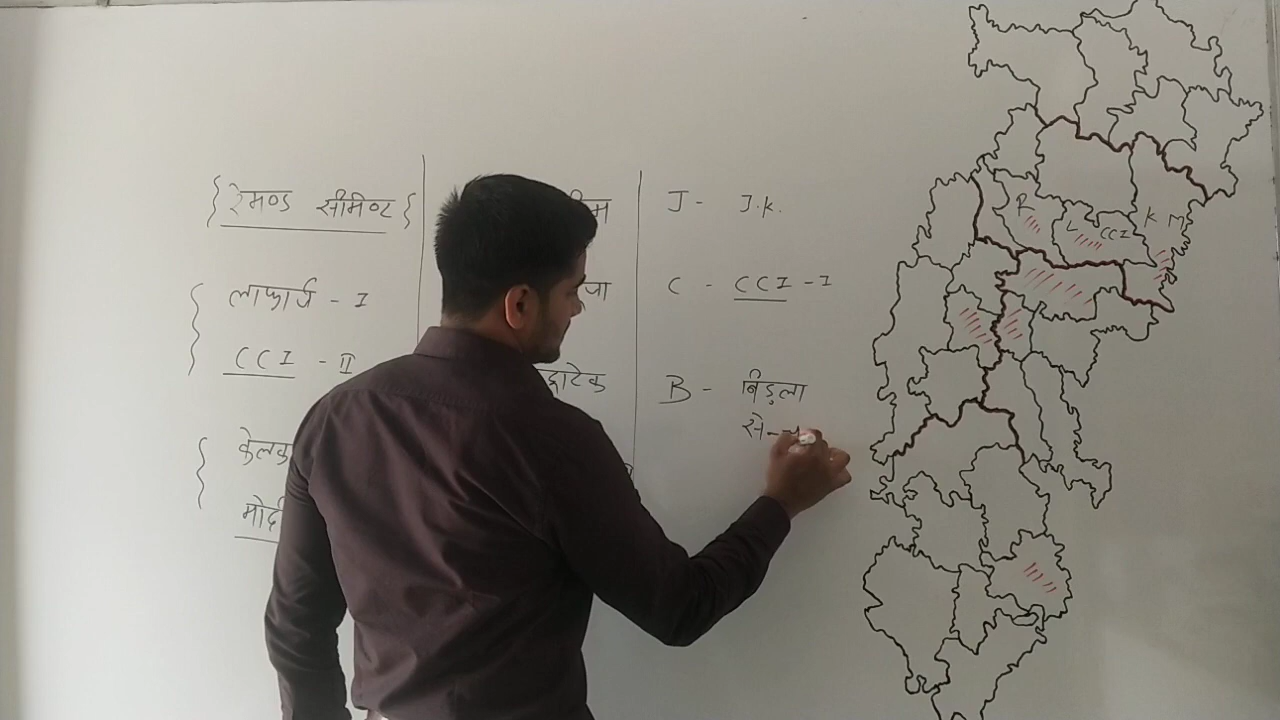 { रेमण्ड सीमेण्ट }
लाफार्ज - I
CCI - II
मोदी
J - J.K.
C - CCI - I
B - बिड़ला
R
L
CCI
K
M